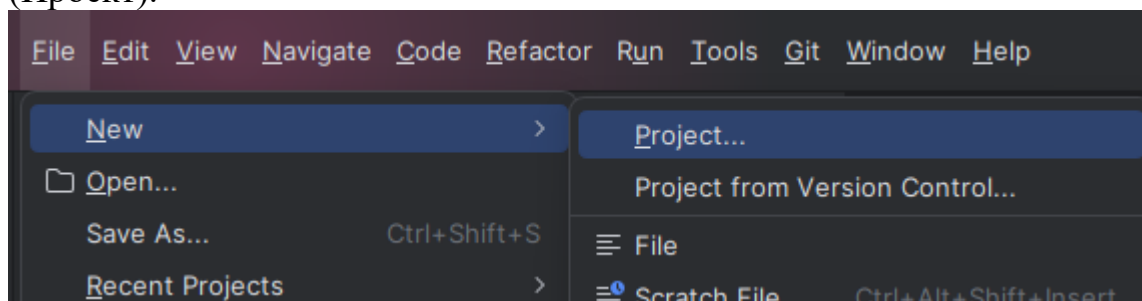 (Проект).
File Edit View Navigate Code Refactor Run Tools Git Window Help
New
Open...
Save As... Ctrl+Shift+S
Recent Projects
Project...
Project from Version Control...
File
Scratch File Ctrl+Alt+Shift+Insert